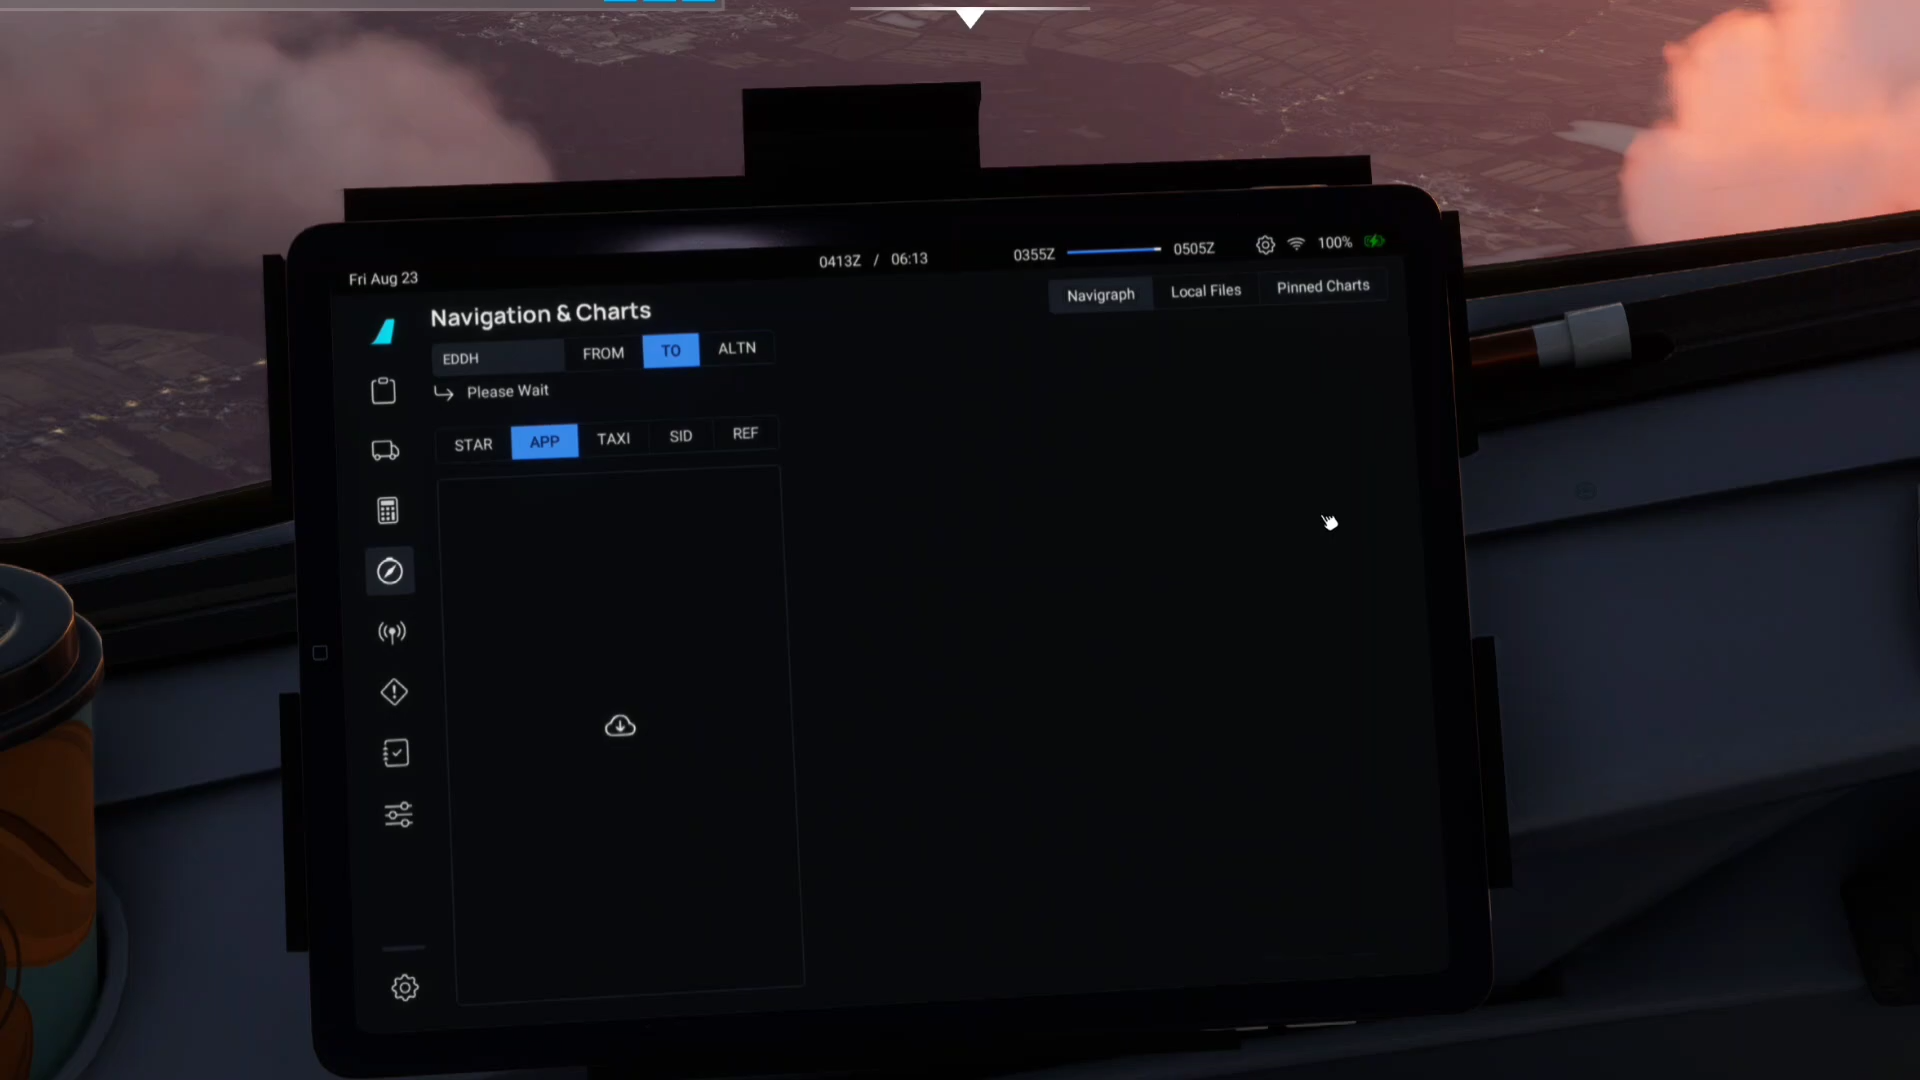 Fri Aug 23
0413Z / 06:13
0355Z 0505Z
100%
Navigation & Charts
Navigraph Local Files Pinned Charts
EDDH FROM TO ALTN
Please Wait
STAR APP TAXI SID REF